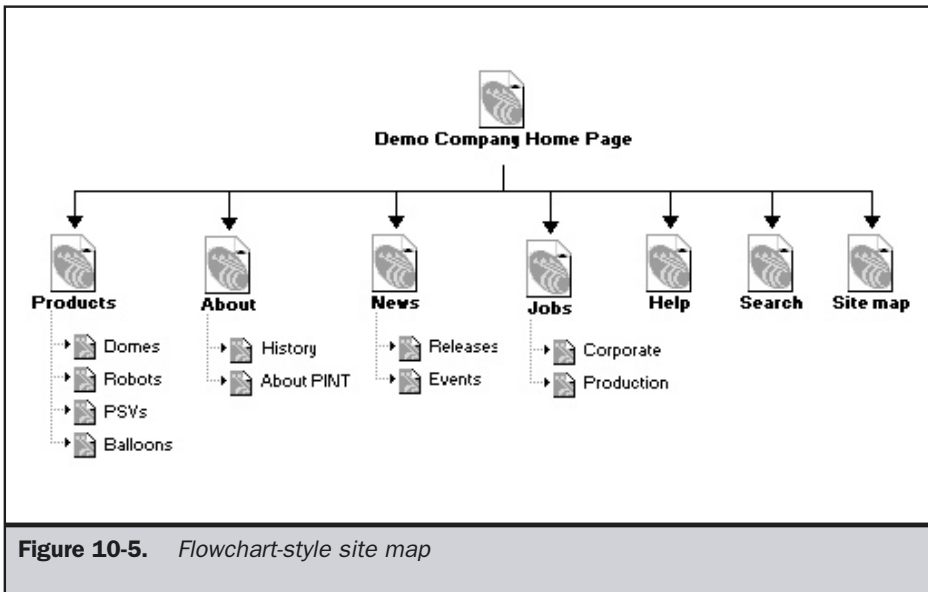 Demo Company Home Page
Products
About
News
Jobs
Help
Search
Site map
Domes
Robots
PSVs
Balloons
History
About PINT
Releases
Events
Corporate
Production
Figure 10-5. Flowchart-style site map